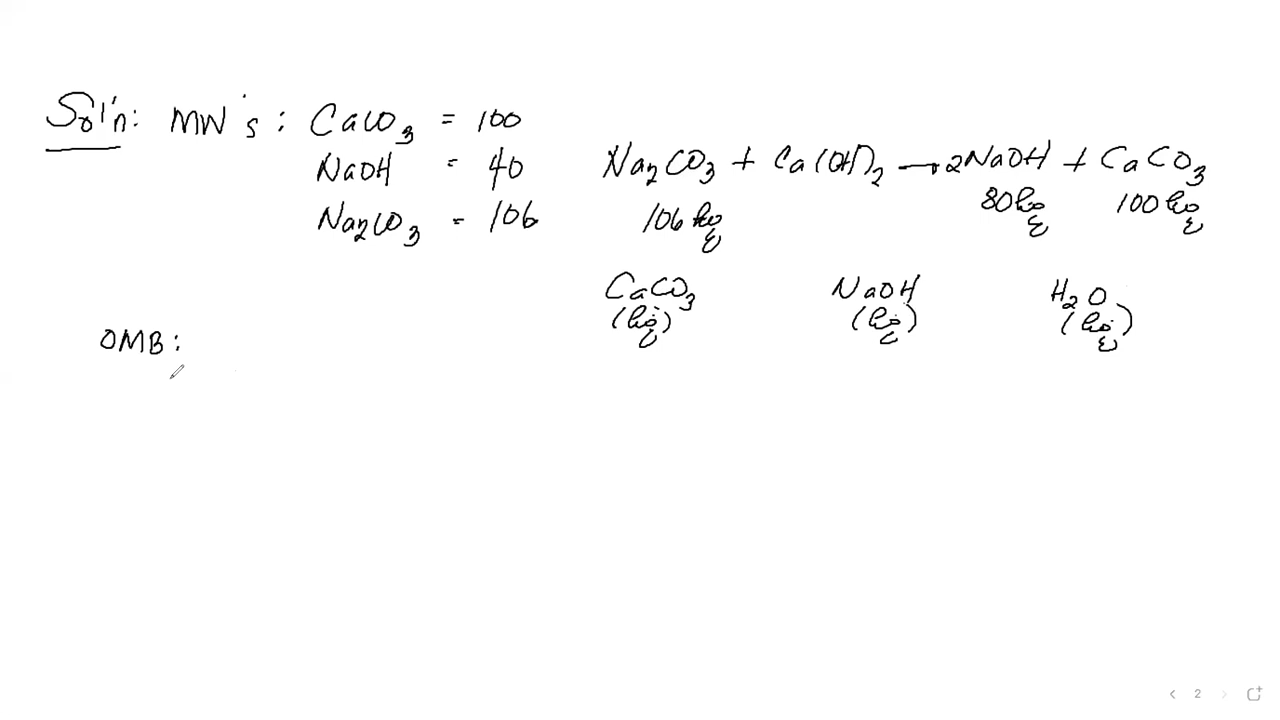 Sol'n: MW's: CaCO3 = 100
NaOH = 40
Na2CO3 = 106
Na2CO3 + Ca(OH)2 → 2NaOH + CaCO3
106 kg 80 kg 100 kg
CaCO3 NaOH H2O
(kg) (kg) (kg)
OMB:
2